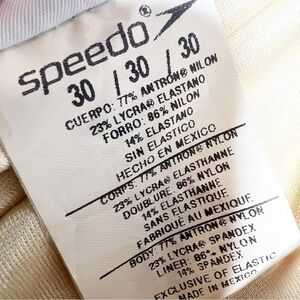 speedo
30 / 30 / 30
CUERPO: 77% ANTRON® NILON
23% LYCRA® ELASTANO
FORRO: 86% NILON
14% ELASTANO
SIN ELASTICO
HECHO EN MEXICO
CORPS: 77% ANTRON® NYLON
23% LYCRA® ELASTHANNE
DOUBLURE: 86% NYLON
14% ELASTHANNE
SANS ELASTIQUE
FABRIQUÉ AU MEXIQUE
BODY: 77% ANTRON® NYLON
23% LYCRA® SPANDEX
LINER: 86% NYLON
14% SPANDEX
EXCLUSIVE OF ELASTIC
MADE IN MEXICO